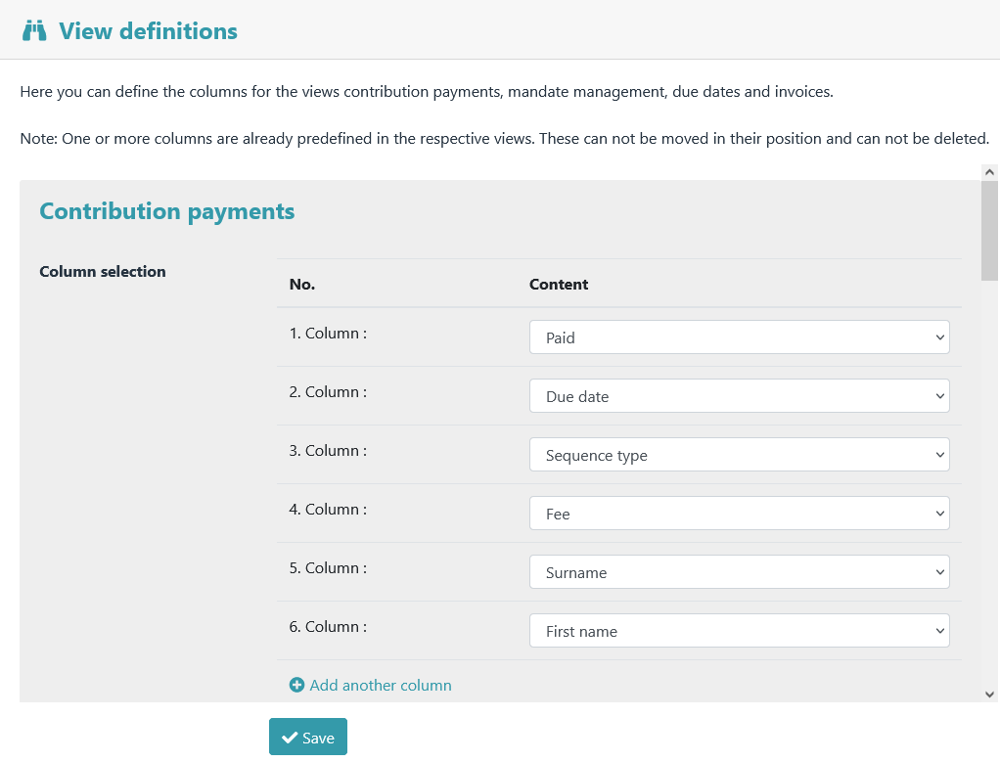 View definitions
Here you can define the columns for the views contribution payments, mandate management, due dates and invoices.
Note: One or more columns are already predefined in the respective views. These can not be moved in their position and can not be deleted.
Contribution payments
Column selection
No. Content
1. Column : Paid
2. Column : Due date
3. Column : Sequence type
4. Column : Fee
5. Column : Surname
6. Column : First name
Add another column
Save